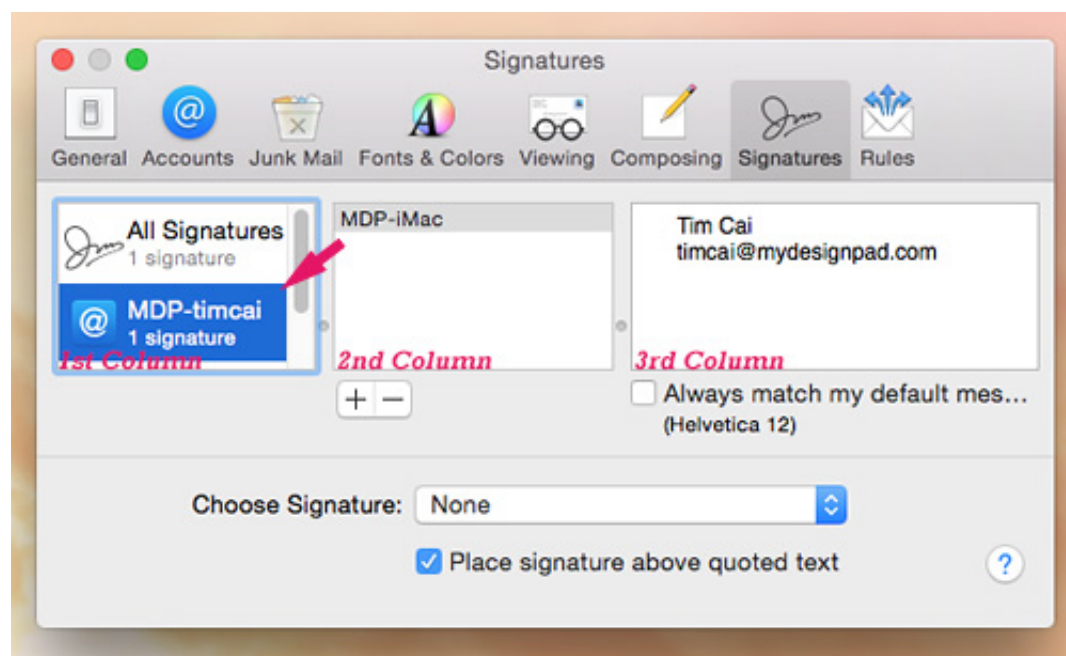 Signatures
General Accounts Junk Mail Fonts & Colors Viewing Composing Signatures Rules
All Signatures
1 signature
MDP-timcai
1 signature
1st Column
MDP-iMac
2nd Column
Tim Cai
timcai@mydesignpad.com
3rd Column
Always match my default mes...
(Helvetica 12)
Choose Signature: None
Place signature above quoted text
?